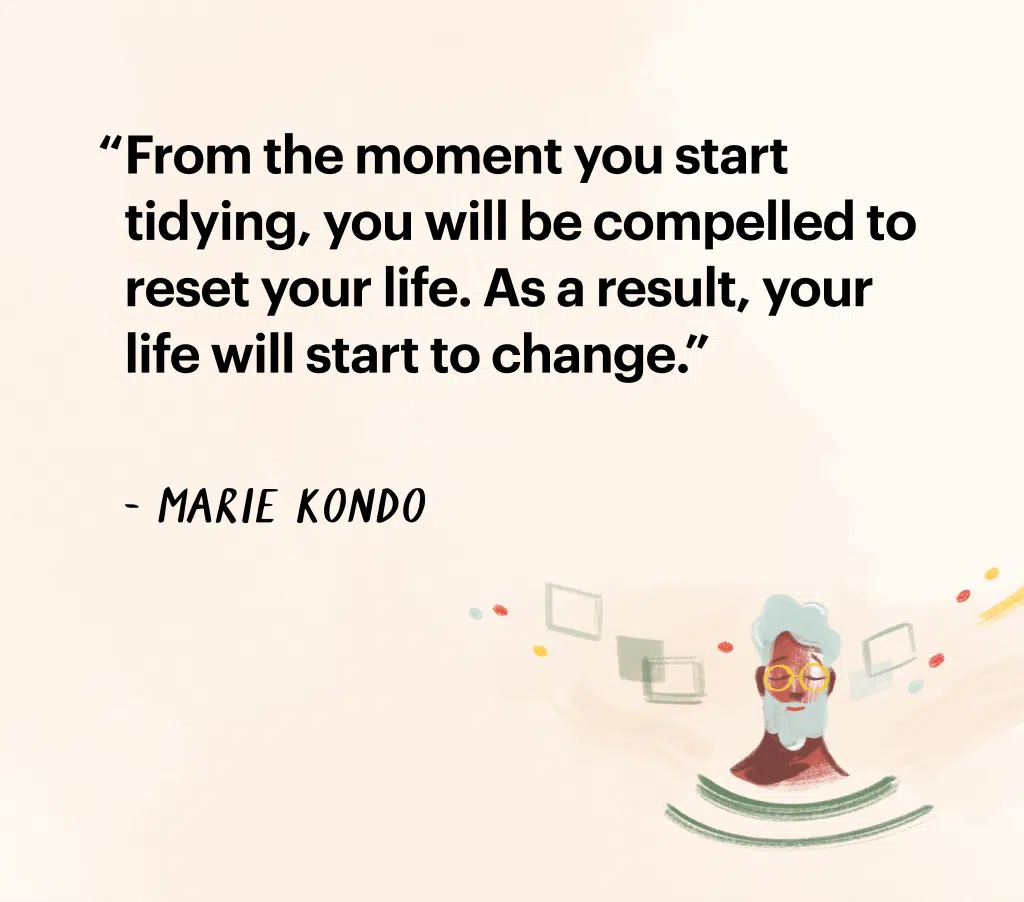 “From the moment you start
tidying, you will be compelled to
reset your life. As a result, your
life will start to change.”
- MARIE KONDO